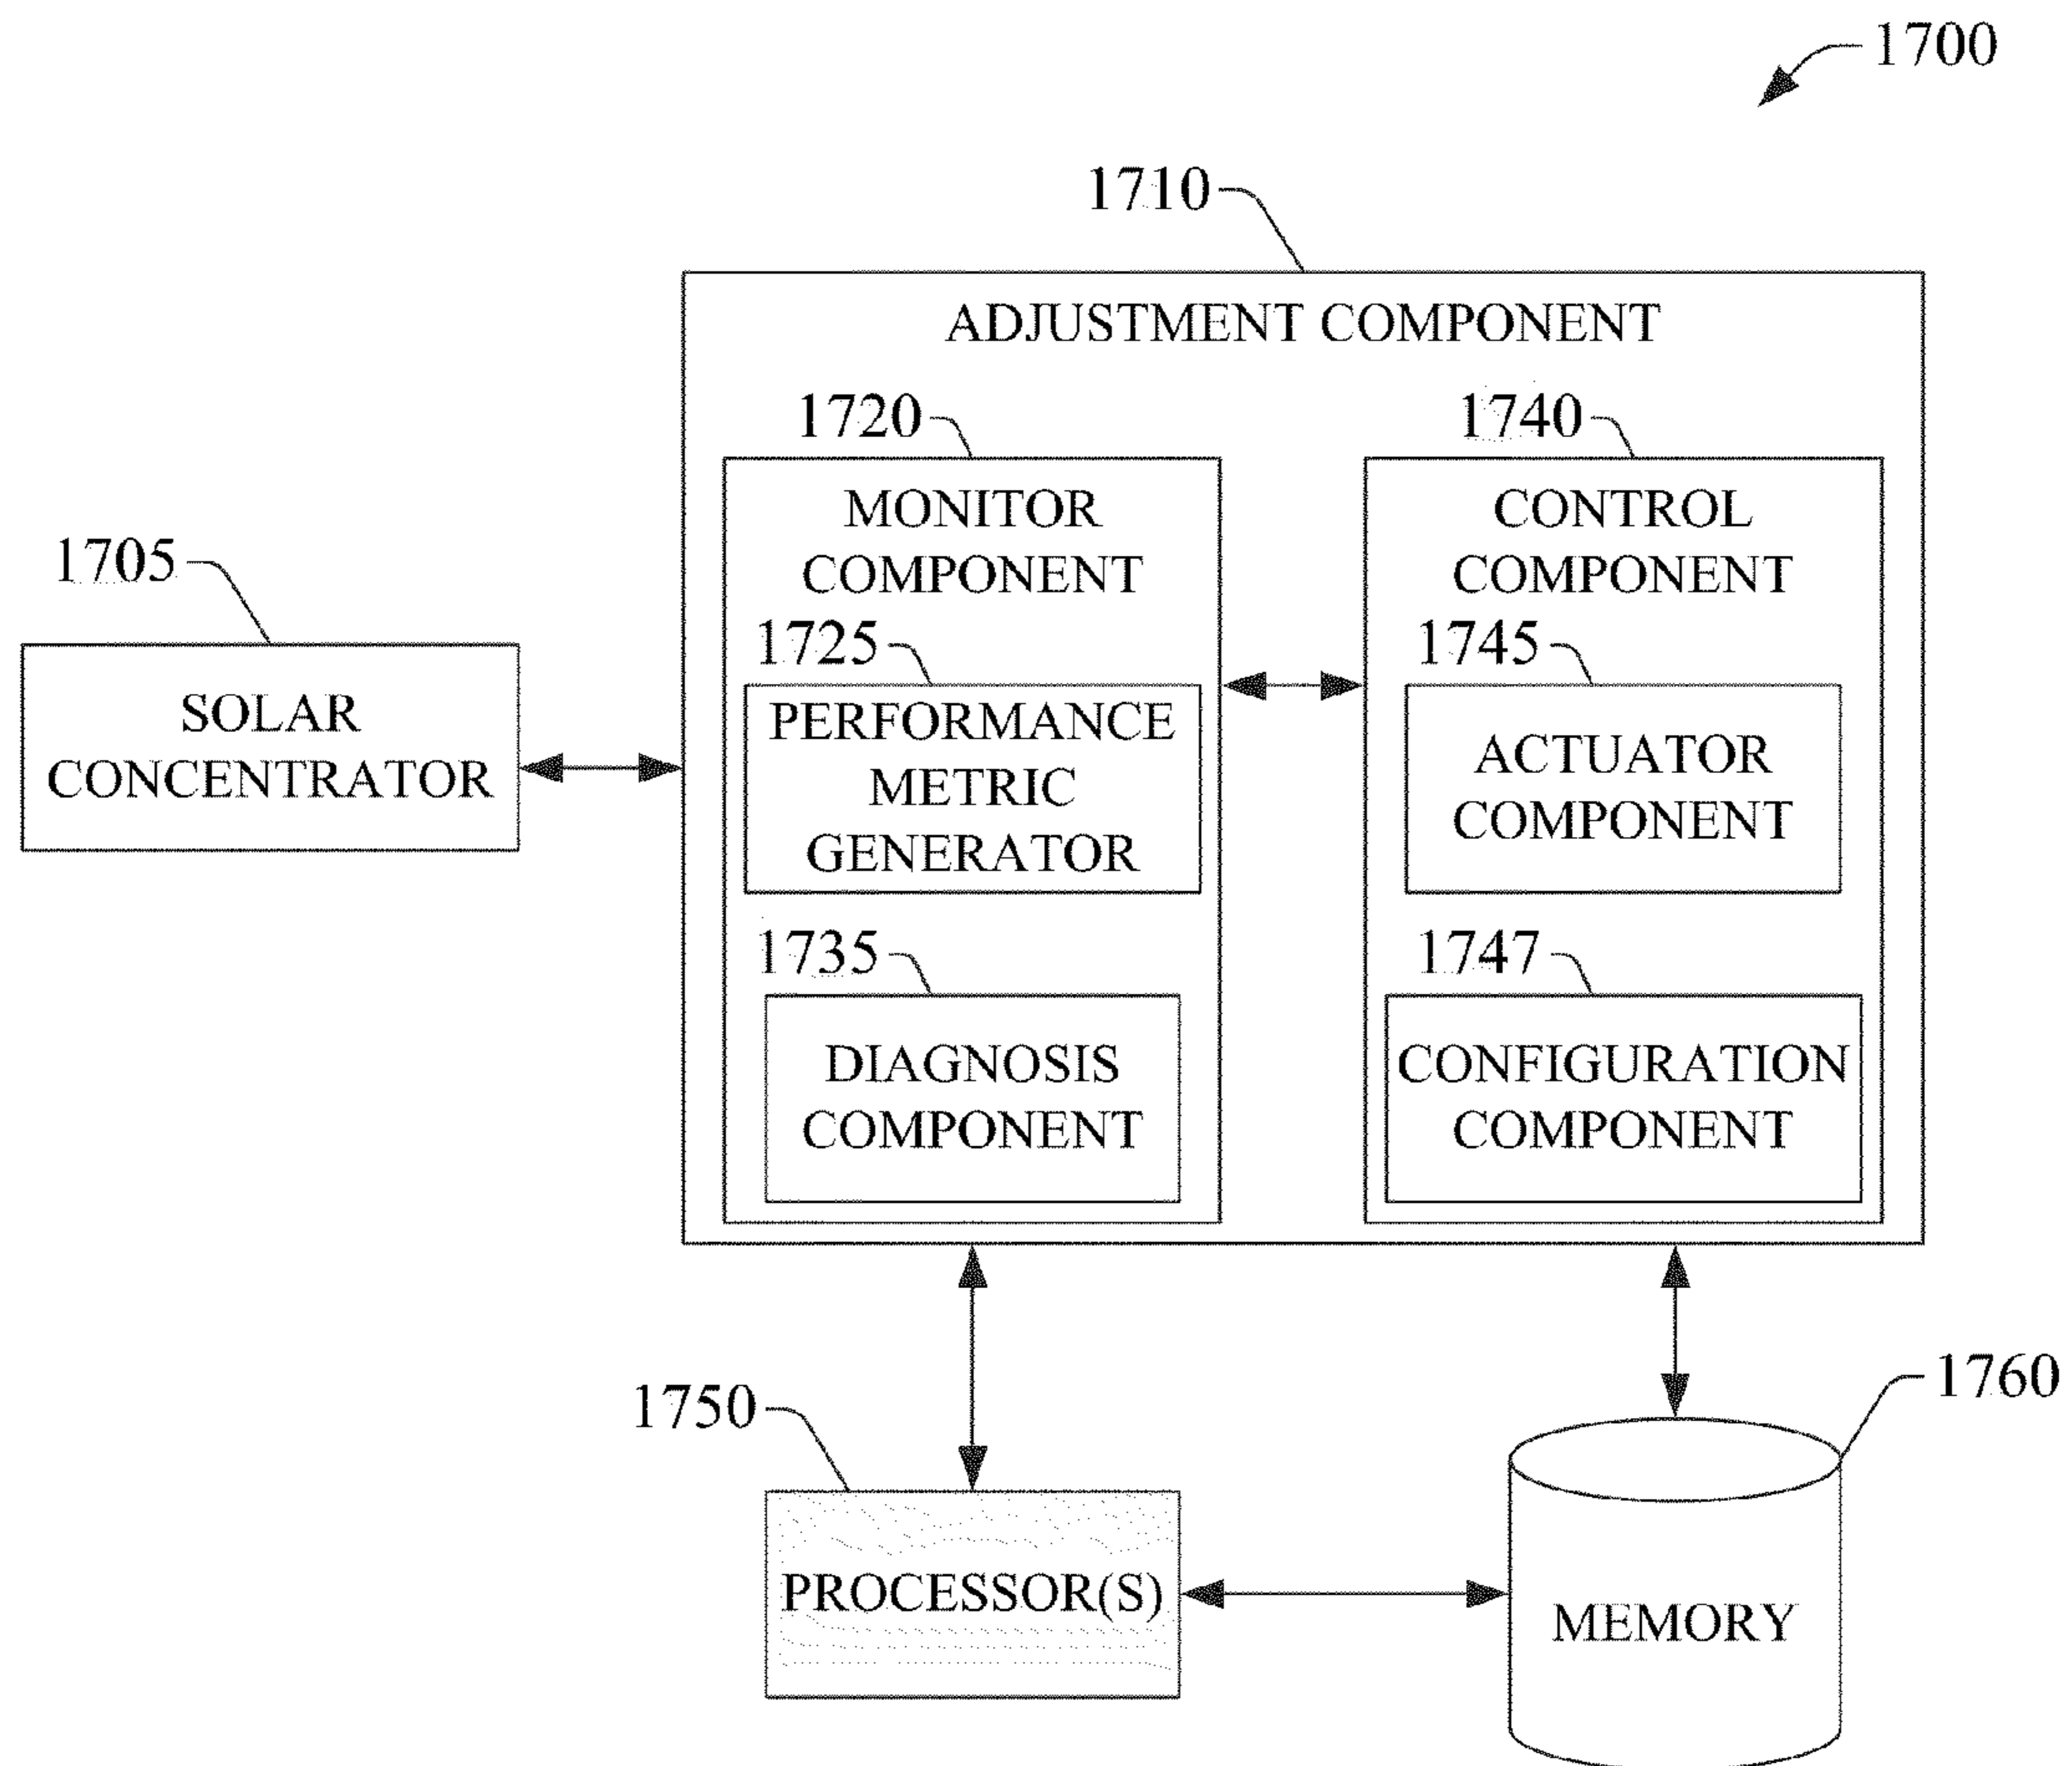 1700
1710
ADJUSTMENT COMPONENT
1720
MONITOR
COMPONENT
1725
PERFORMANCE
METRIC
GENERATOR
1735
DIAGNOSIS
COMPONENT
1740
CONTROL
COMPONENT
1745
ACTUATOR
COMPONENT
1747
CONFIGURATION
COMPONENT
1705
SOLAR
CONCENTRATOR
1750
PROCESSOR(S)
1760
MEMORY